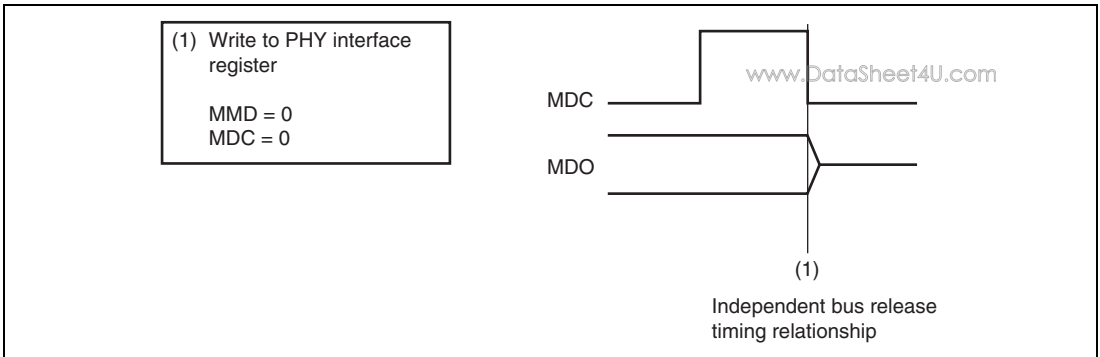 (1) Write to PHY interface
register
MMD = 0
MDC = 0
www.DataSheet4U.com
MDC
MDO
(1)
Independent bus release
timing relationship